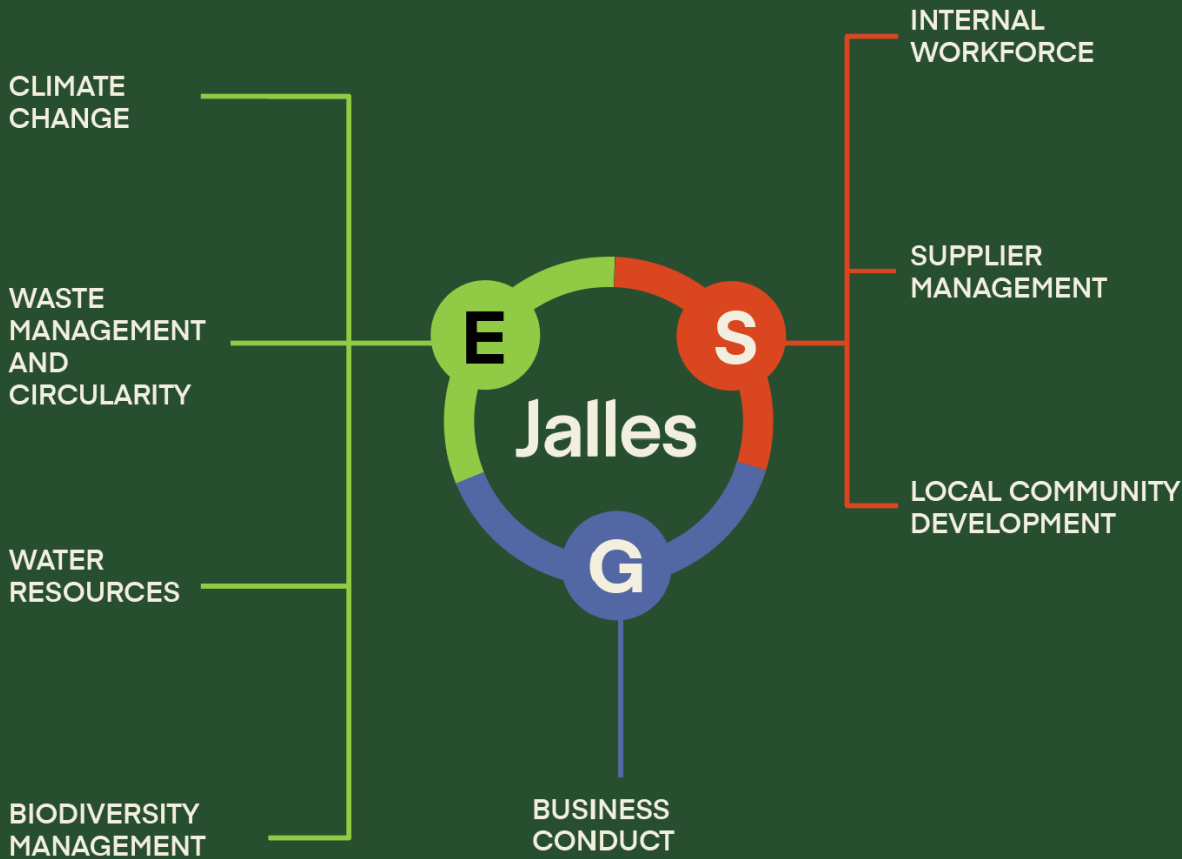 CLIMATE
CHANGE
WASTE
MANAGEMENT
AND
CIRCULARITY
WATER
RESOURCES
BIODIVERSITY
MANAGEMENT
E
S
Jalles
G
BUSINESS
CONDUCT
INTERNAL
WORKFORCE
SUPPLIER
MANAGEMENT
LOCAL COMMUNITY
DEVELOPMENT